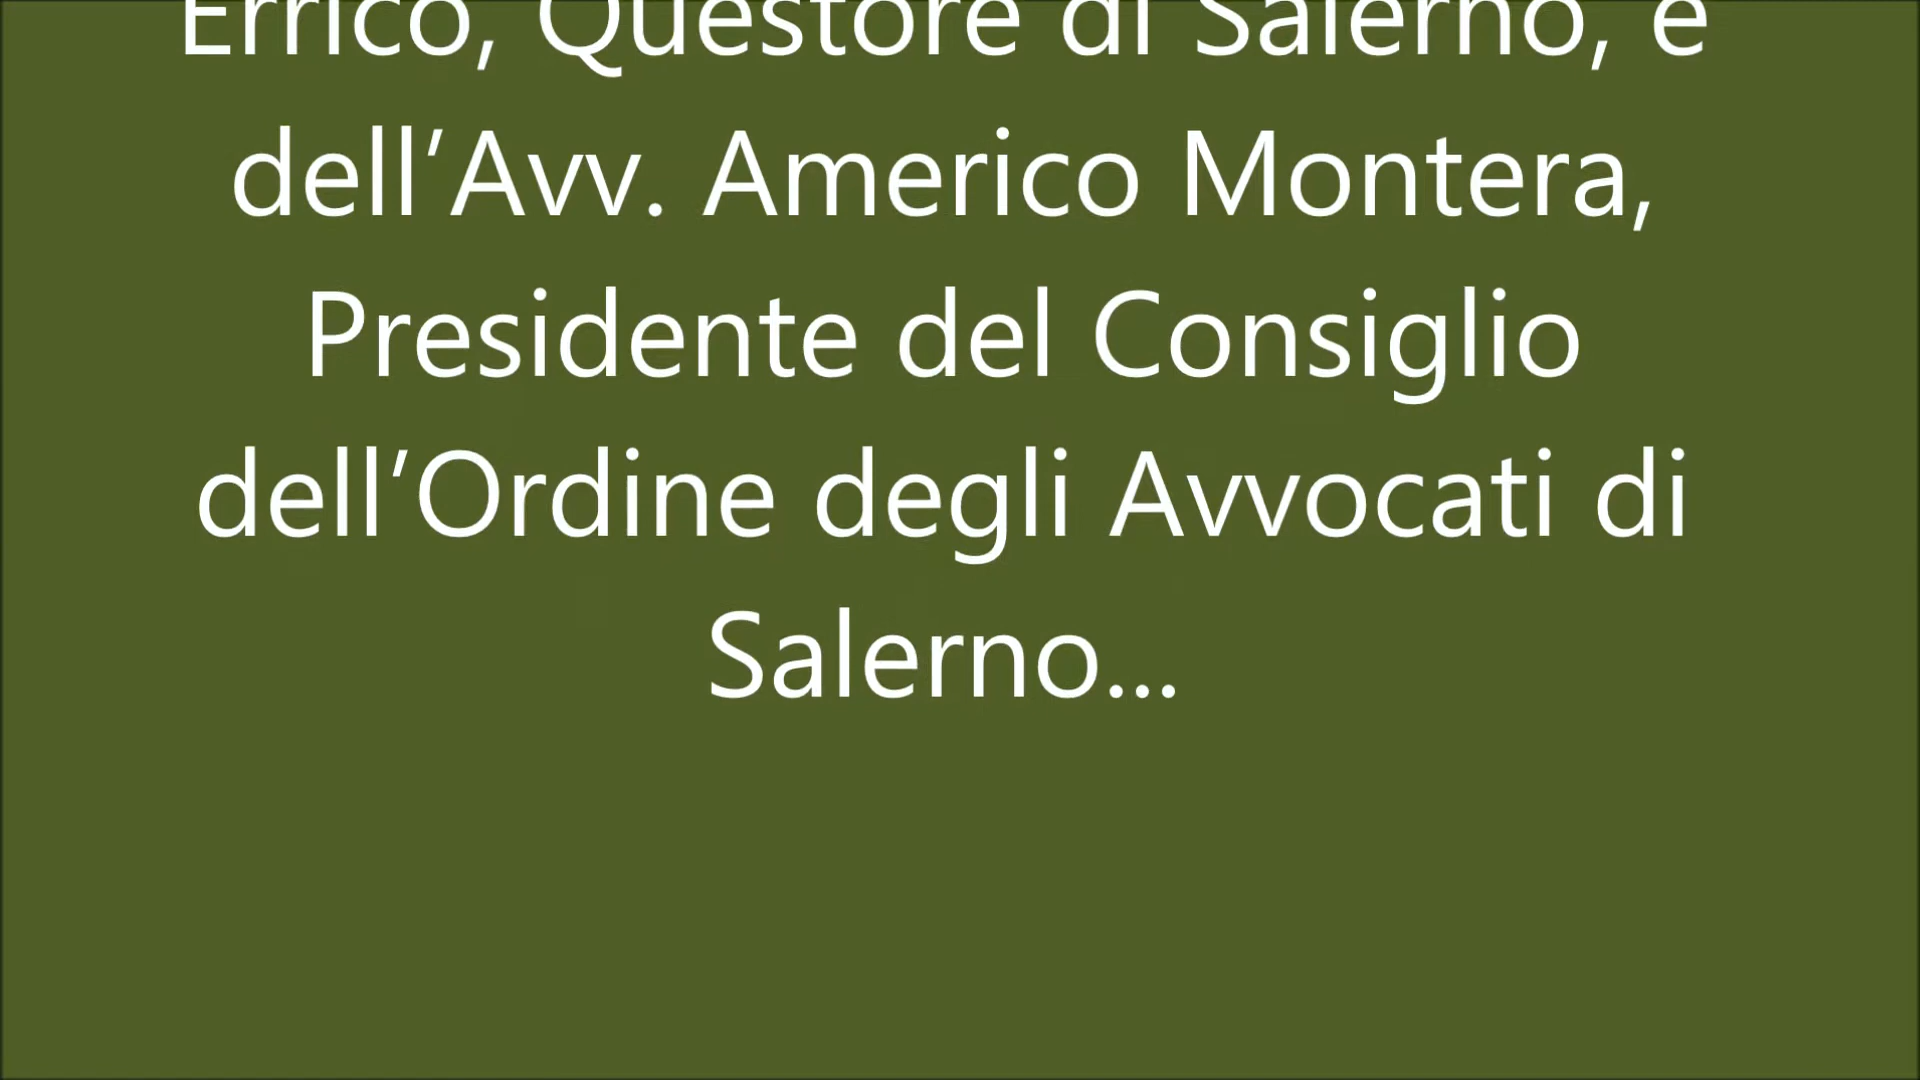 Errico, Questore di Salerno, e
dell’Avv. Americo Montera,
Presidente del Consiglio
dell’Ordine degli Avvocati di
Salerno...